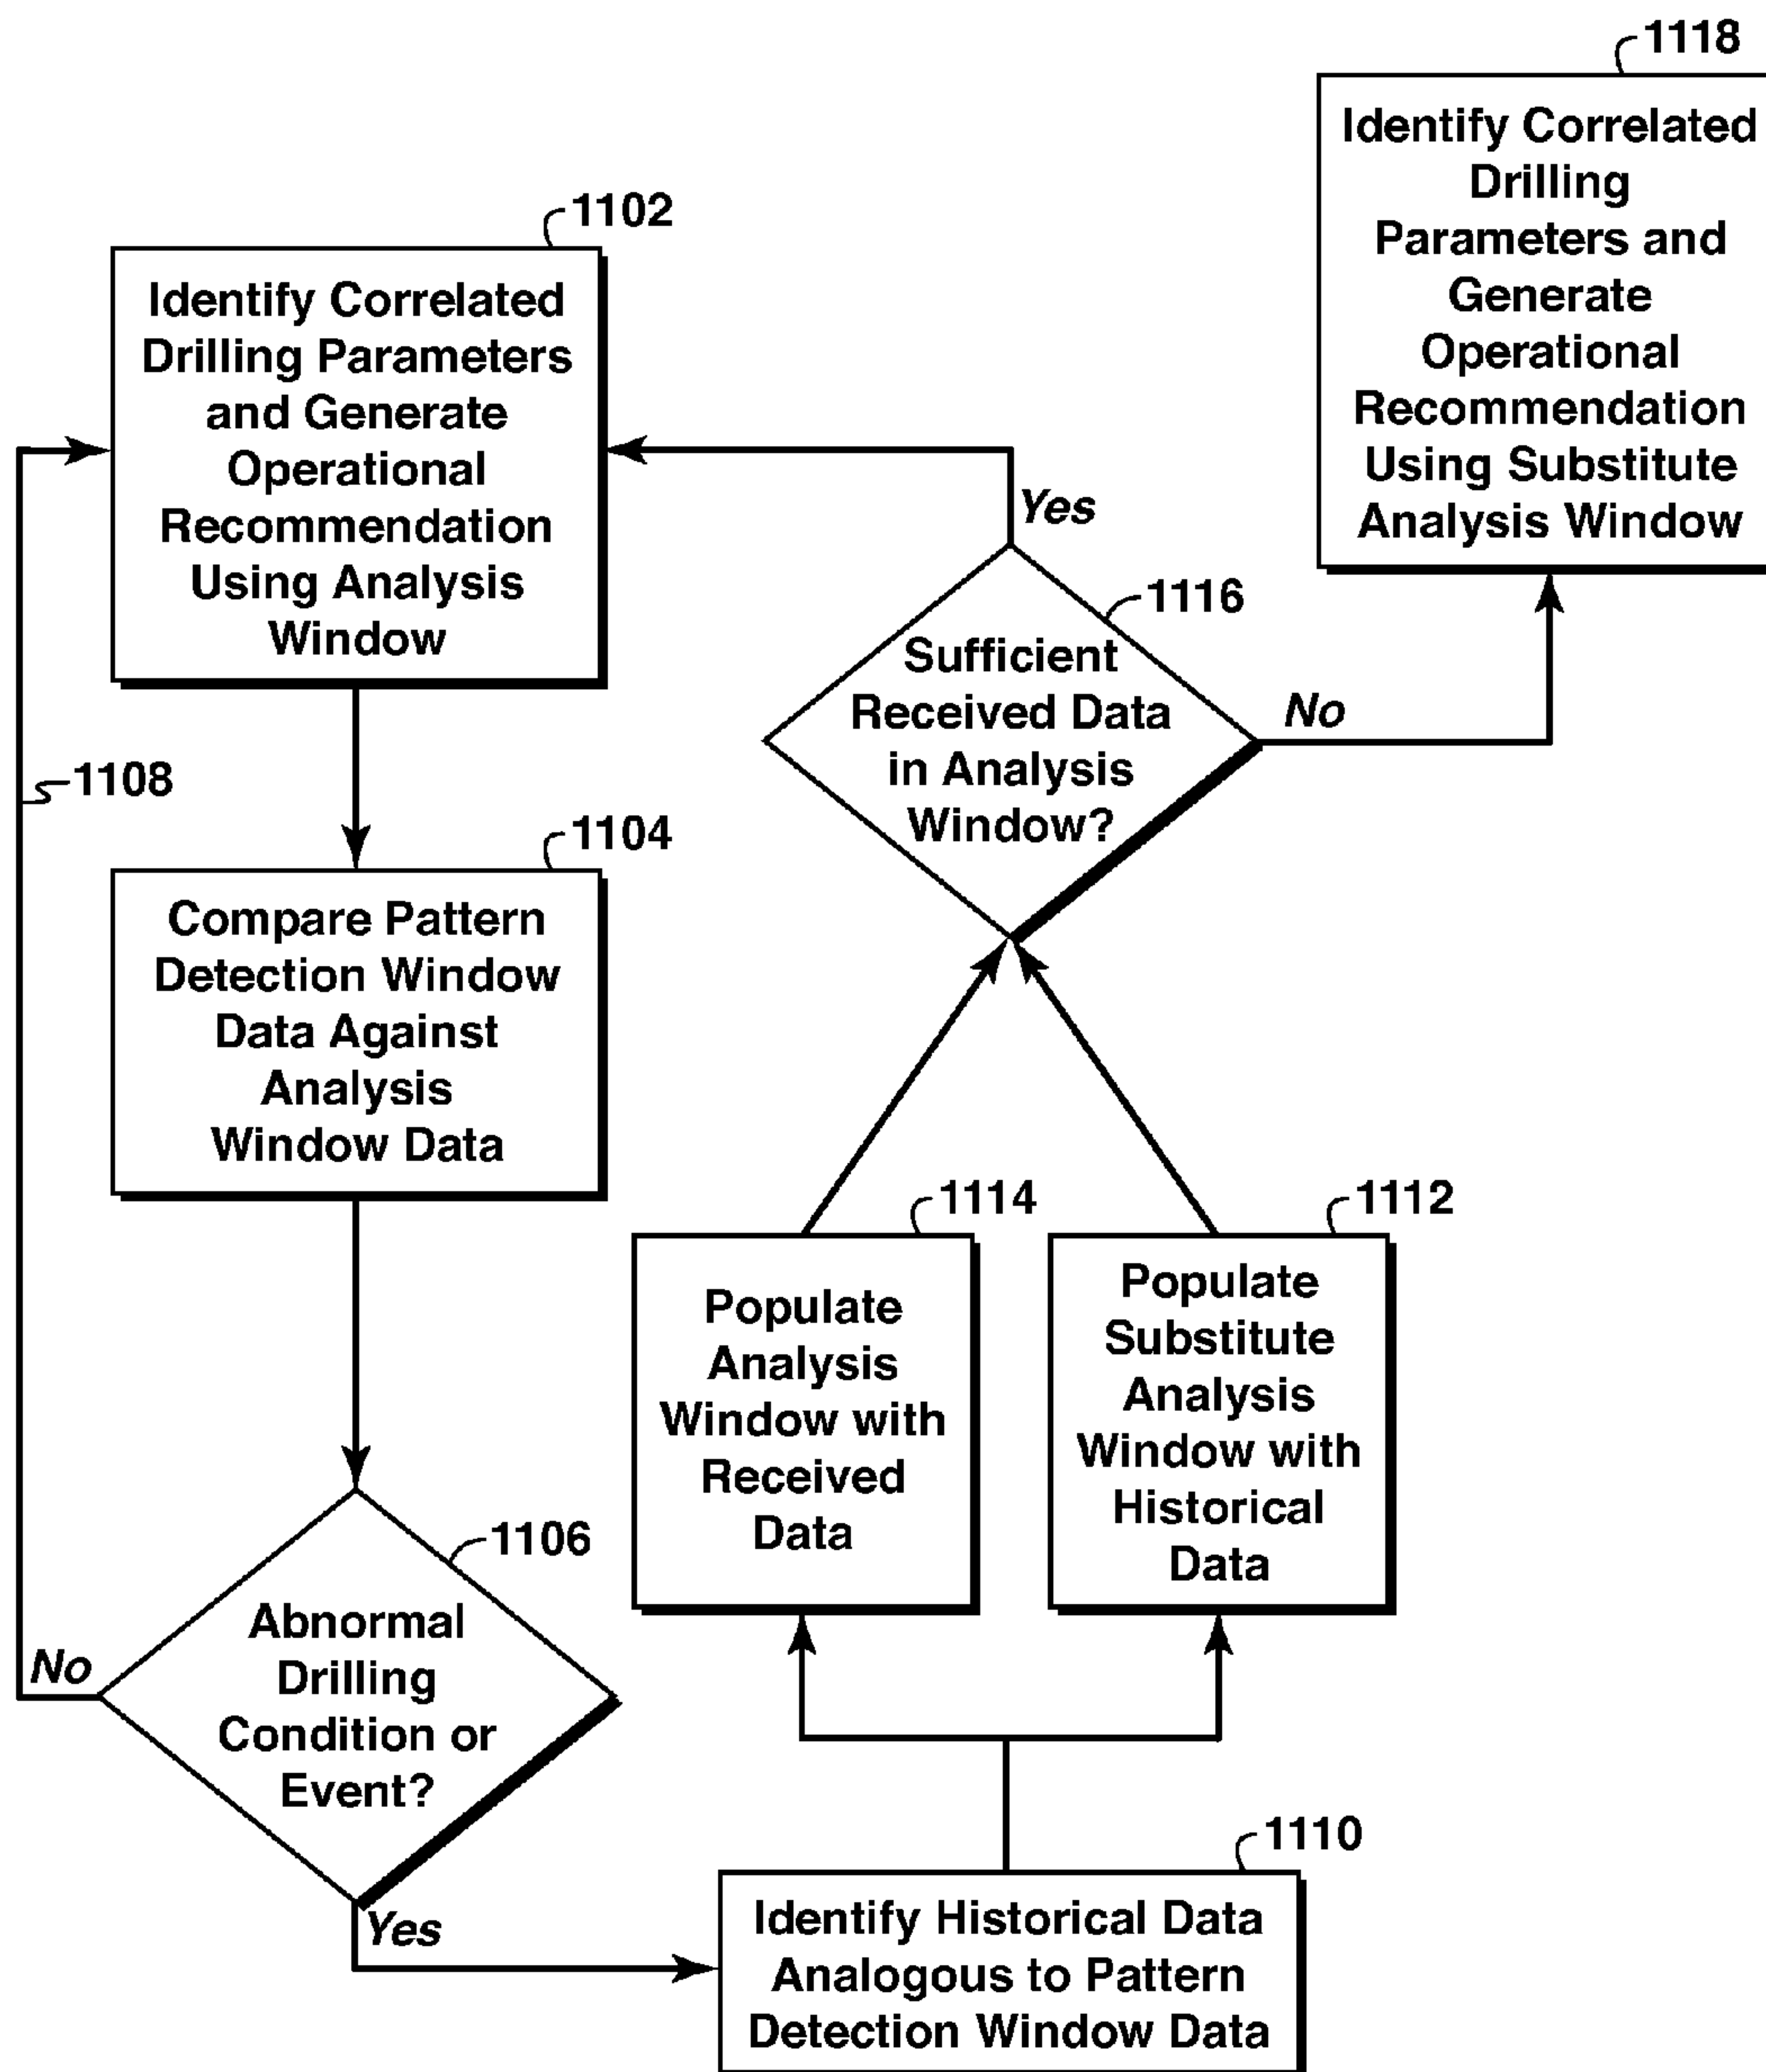 1102
Identify Correlated
Drilling Parameters
and Generate
Operational
Recommendation
Using Analysis
Window
1108
1104
Compare Pattern
Detection Window
Data Against
Analysis
Window Data
1106
Abnormal
Drilling
Condition or
Event?
No
Yes
1110
Identify Historical Data
Analogous to Pattern
Detection Window Data
1114
Populate
Analysis
Window with
Received
Data
1112
Populate
Substitute
Analysis
Window with
Historical
Data
1116
Sufficient
Received Data
in Analysis
Window?
Yes
No
1118
Identify Correlated
Drilling
Parameters and
Generate
Operational
Recommendation
Using Substitute
Analysis Window